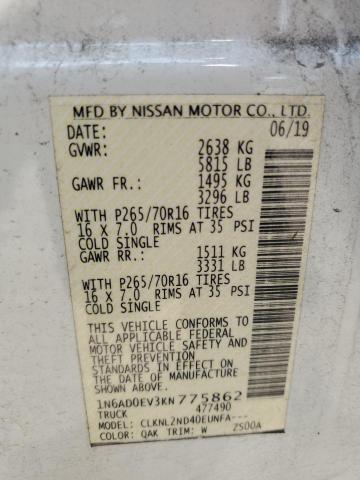 MFD BY NISSAN MOTOR CO., LTD.
DATE: 06/19
GVWR: 2638 KG
5815 LB
GAWR FR.: 1495 KG
3296 LB
WITH P265/70R16 TIRES
16 X 7.0 RIMS AT 35 PSI
COLD SINGLE
GAWR RR.: 1511 KG
3331 LB
WITH P265/70R16 TIRES
16 X 7.0 RIMS AT 35 PSI
COLD SINGLE
THIS VEHICLE CONFORMS TO
ALL APPLICABLE FEDERAL
MOTOR VEHICLE SAFETY
STANDARDS IN EFFECT ON
THE DATE OF MANUFACTURE
SHOWN ABOVE.
1N6AD0EV3KN775862
TRUCK 477490
MODEL: CLKNL2ND40EUNFA---
COLOR: QAK TRIM: W 2S00A